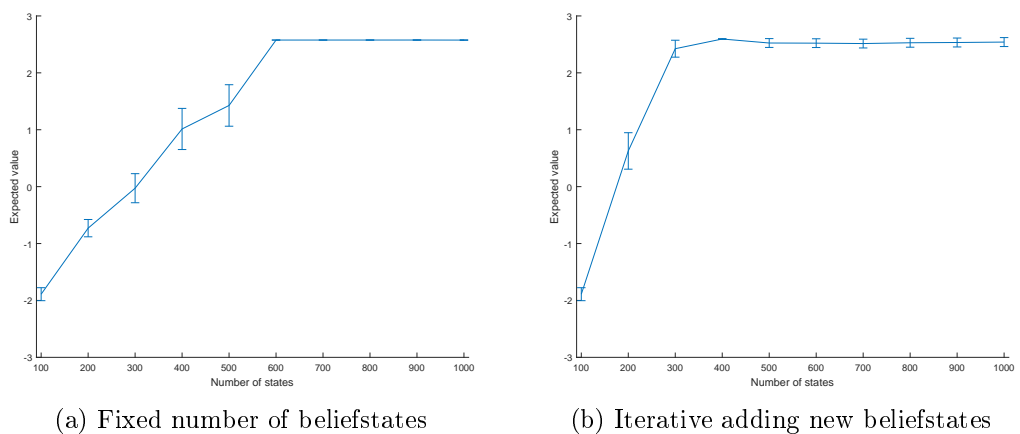 3
2
1
0
-1
-2
-3
Expected value
100 200 300 400 500 600 700 800 900 1000
Number of states
(a) Fixed number of beliefstates
3
2
1
0
-1
-2
-3
Expected value
100 200 300 400 500 600 700 800 900 1000
Number of states
(b) Iterative adding new beliefstates